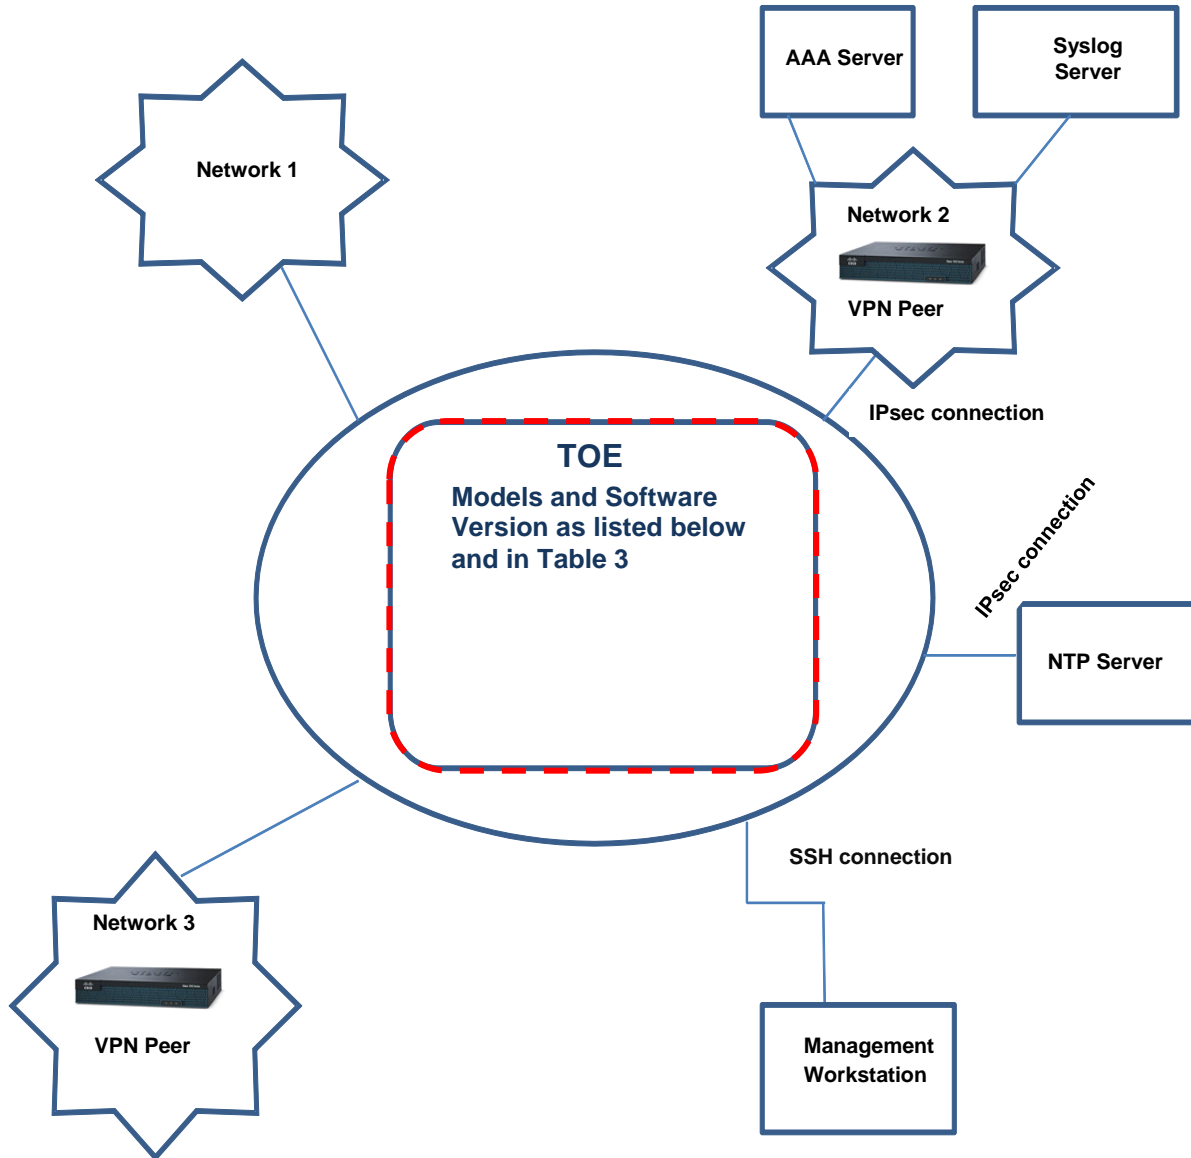 AAA Server
Syslog
Server
Network 1
Network 2
VPN Peer
IPsec connection
TOE
Models and Software
Version as listed below
and in Table 3
IPsec connection
NTP Server
SSH connection
Network 3
VPN Peer
Management
Workstation